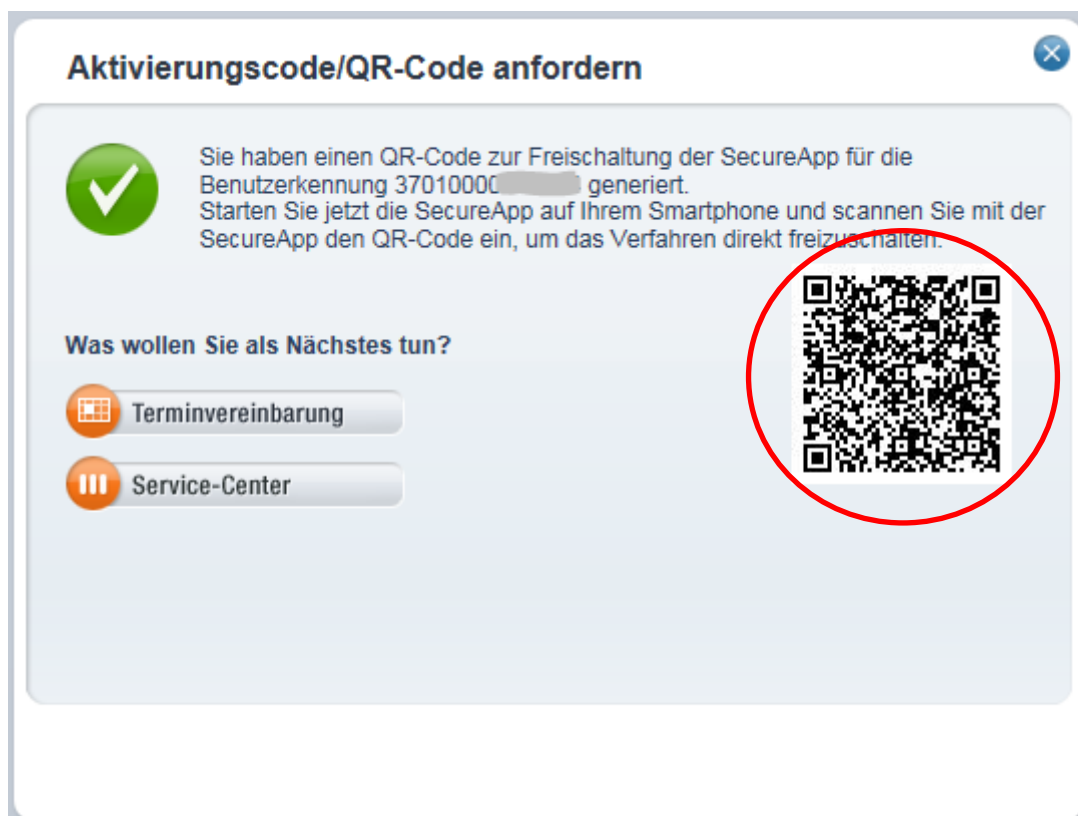 Aktivierungscode/QR-Code anfordern
Sie haben einen QR-Code zur Freischaltung der SecureApp für die
Benutzerkennung 37010000 generiert.
Starten Sie jetzt die SecureApp auf Ihrem Smartphone und scannen Sie mit der
SecureApp den QR-Code ein, um das Verfahren direkt freizuschalten.
Was wollen Sie als Nächstes tun?
Terminvereinbarung
Service-Center